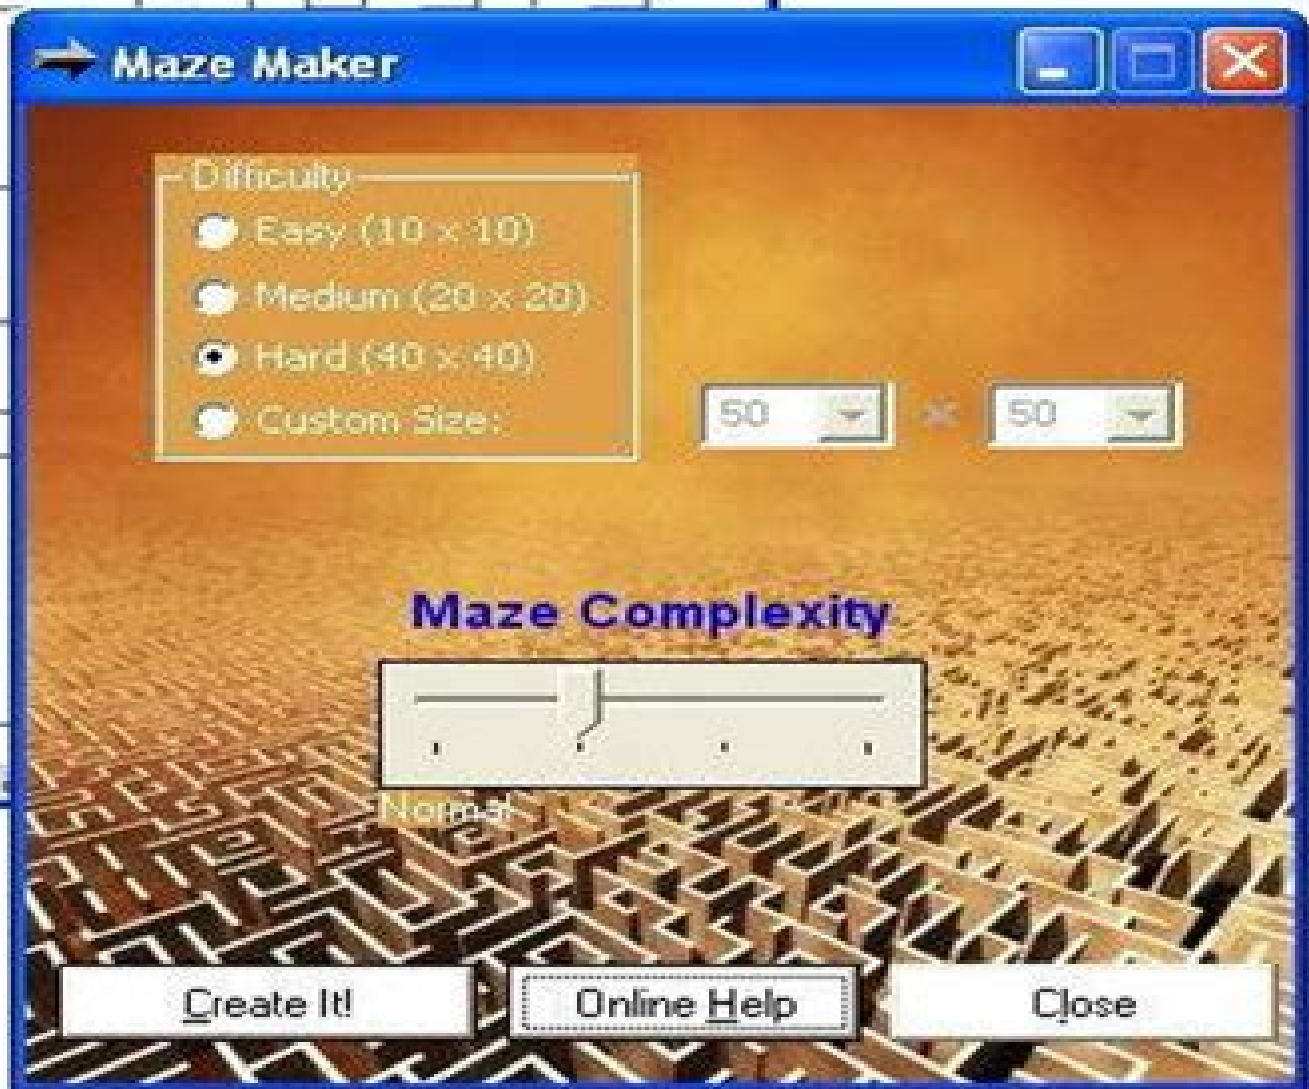 Maze Maker
Difficulty
Easy (10 x 10)
Medium (20 x 20)
Hard (40 x 40)
Custom Size:
50 x 50
Maze Complexity
Normal
Create It! Online Help Close